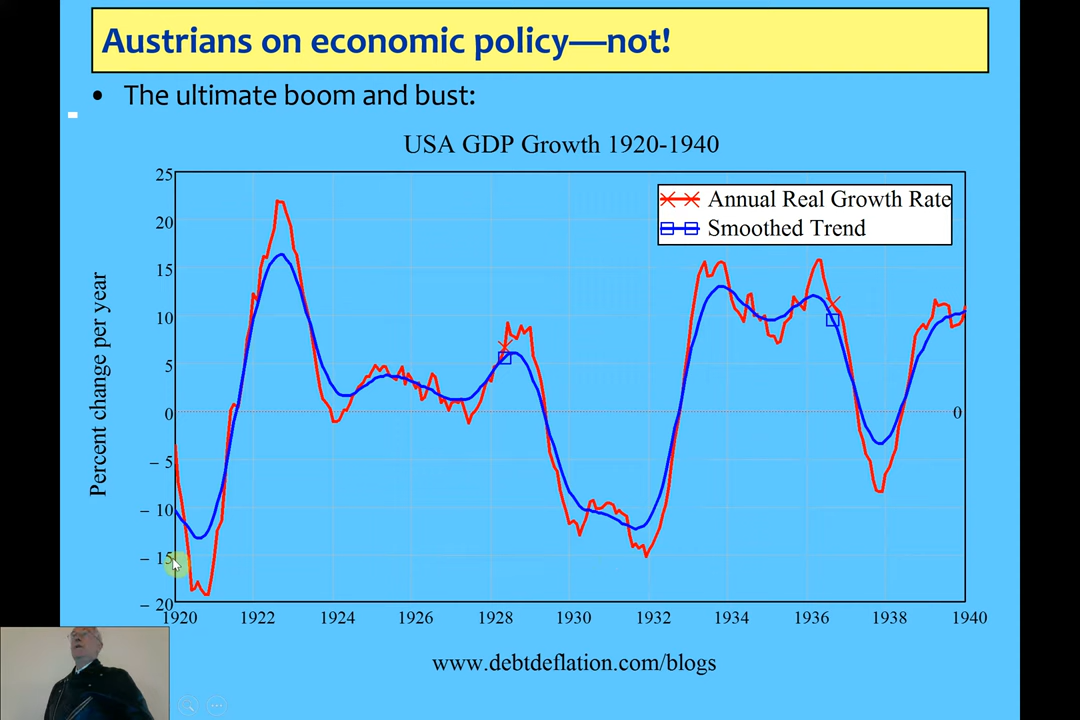 Austrians on economic policy—not!
• The ultimate boom and bust:
USA GDP Growth 1920-1940
Annual Real Growth Rate
Smoothed Trend
Percent change per year
25
20
15
10
5
0
– 5
– 10
– 15
– 20
0
1920 1922 1924 1926 1928 1930 1932 1934 1936 1938 1940
www.debtdeflation.com/blogs